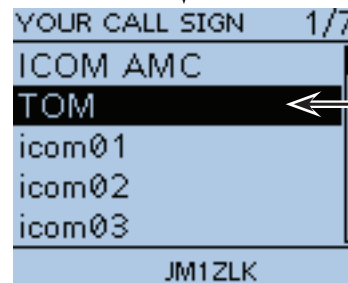 YOUR CALL SIGN 1/7
ICOM AMC
TOM
icom01
icom02
icom03
JM1ZLK